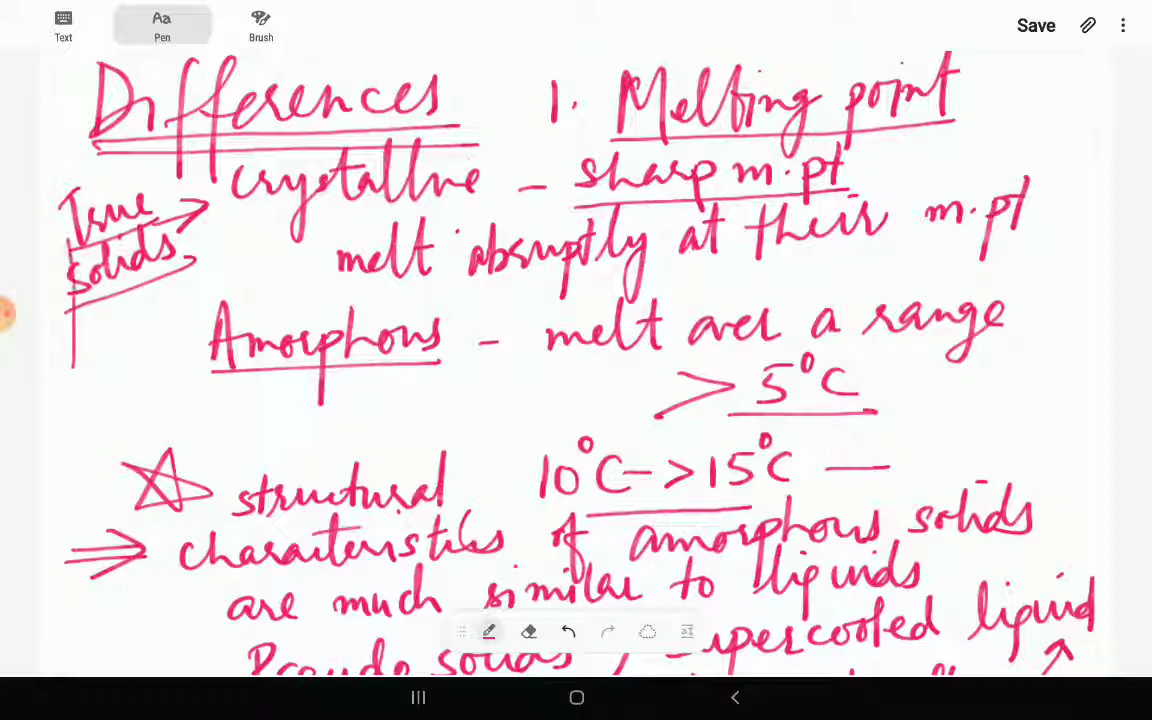 Text
Aa
Pen
Brush
Save
Differences 1. Melting point
crystalline - sharp m.pt
True solids
melt abruptly at their m.pt
Amorphous - melt over a range
> 5°C
10°C -> 15°C —
structural
⇒ characteristics of amorphous solids
are much similar to liquids
Pseudo solids / supercooled liquid